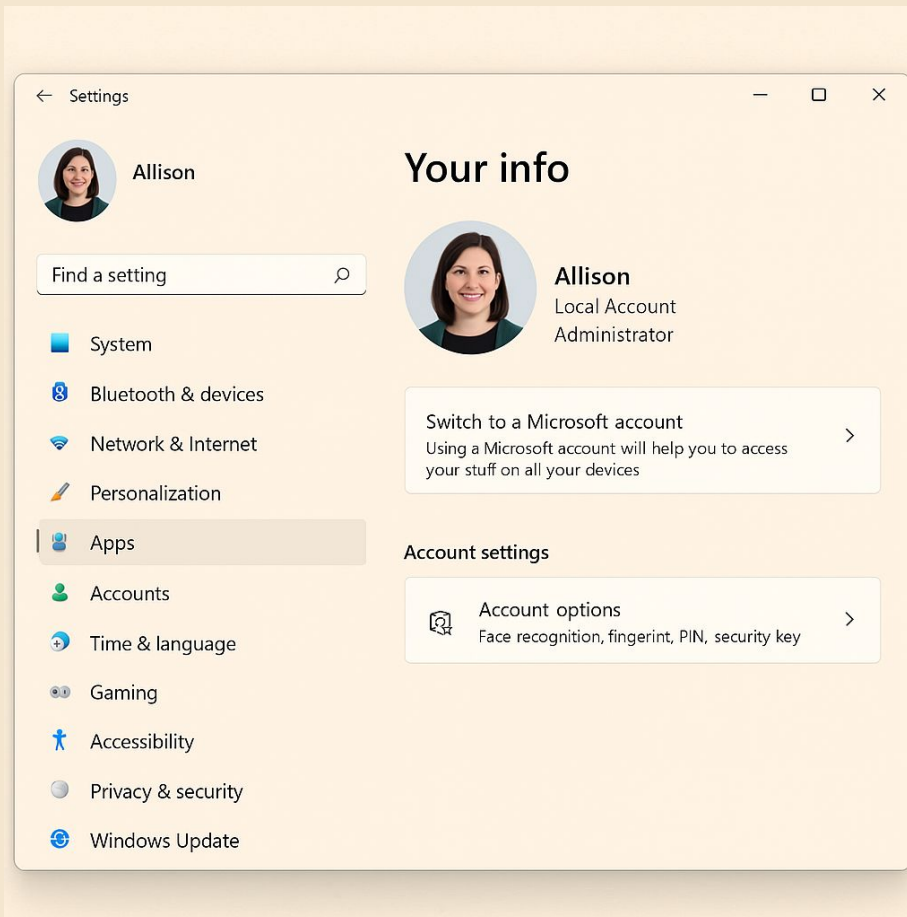 Settings
Allison
Find a setting
System
Bluetooth & devices
Network & Internet
Personalization
Apps
Accounts
Time & language
Gaming
Accessibility
Privacy & security
Windows Update
Your info
Allison
Local Account
Administrator
Switch to a Microsoft account
Using a Microsoft account will help you to access
your stuff on all your devices
Account settings
Account options
Face recognition, fingerint, PIN, security key